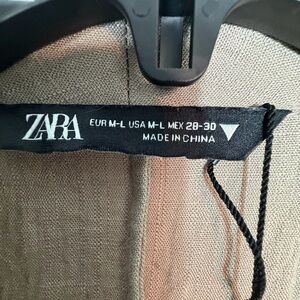 ZARA
EUR M-L USA M-L MEX 28-30
MADE IN CHINA